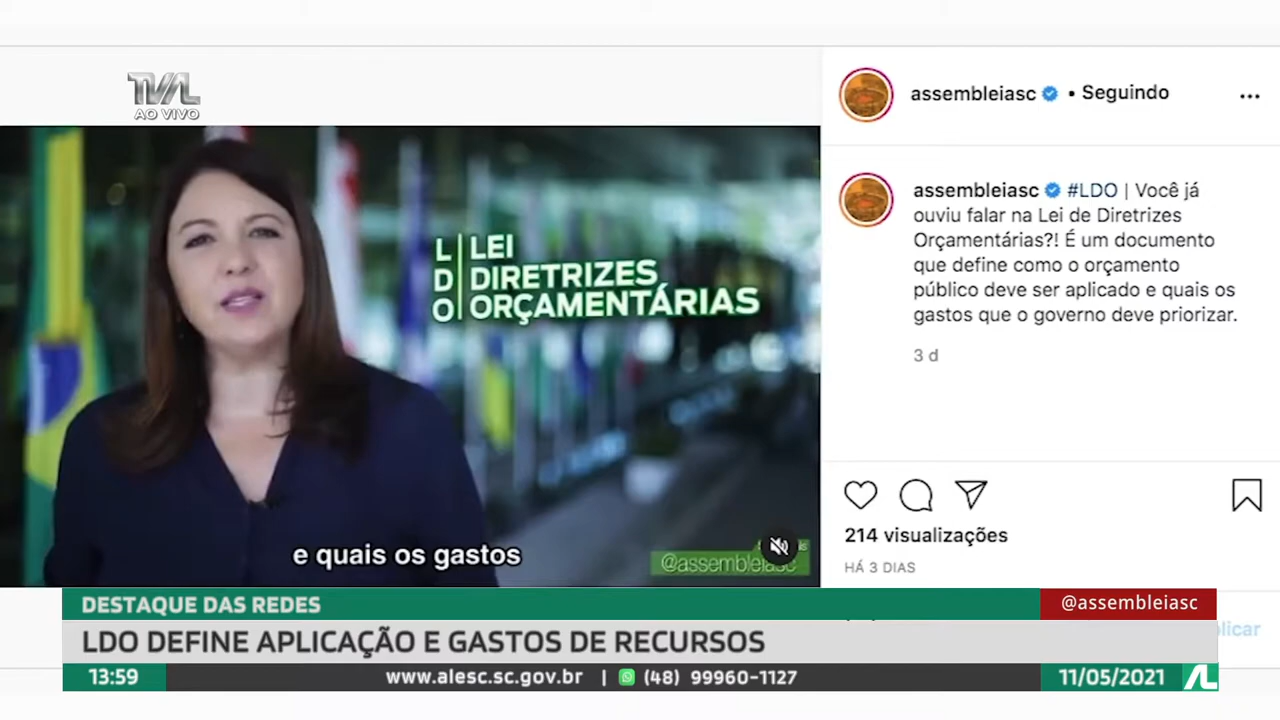 TVAL
AO VIVO
assembleiasc • Seguindo
assembleiasc #LDO | Você já
ouviu falar na Lei de Diretrizes
Orçamentárias?! É um documento
que define como o orçamento
público deve ser aplicado e quais os
gastos que o governo deve priorizar.
3 d
L | LEI
D | DIRETRIZES
O | ORÇAMENTÁRIAS
e quais os gastos
@assembleiasc
214 visualizações
HÁ 3 DIAS
DESTAQUE DAS REDES
@assembleiasc
LDO DEFINE APLICAÇÃO E GASTOS DE RECURSOS
13:59
www.alesc.sc.gov.br | (48) 99960-1127
11/05/2021
AL